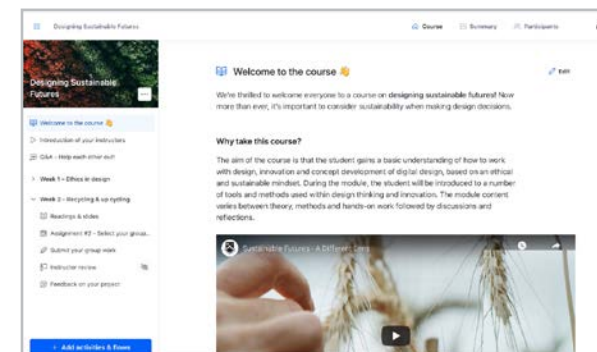 Designing Sustainable Futures
Course
Summary
Participants
Designing Sustainable
Futures
Welcome to the course 👋
Introduction of your instructors
Q&A - Help each other out!
Week 1 - Ethics in design
Week 2 - Recycling & up cycling
Readings & slides
Assignment #2 - Select your group...
Submit your group work
Instructor review
Feedback on your project
+ Add activities & flows
Welcome to the course 👋
Edit
We're thrilled to welcome everyone to a course on designing sustainable futures! Now
more than ever, it's important to consider sustainability when making design decisions.
Why take this course?
The aim of the course is that the student gains a basic understanding of how to work
with design, innovation and concept development of digital design, based on an ethical
and sustainable mindset. During the module, the student will be introduced to a number
of tools and methods used within design thinking and innovation. The module content
varies between theory, methods and hands-on work followed by discussions and
reflections.
Sustainable Futures - A Different Lens